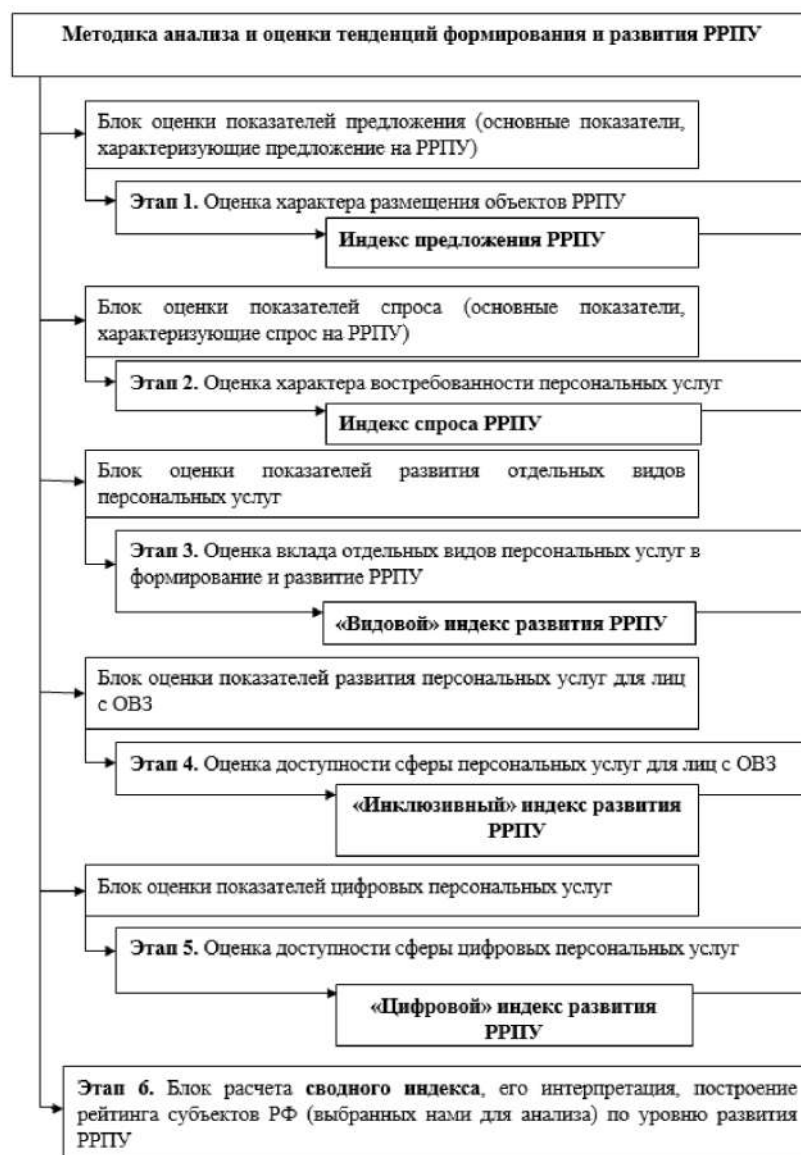 Методика анализа и оценки тенденций формирования и развития РРПУ
Блок оценки показателей предложения (основные показатели,
характеризующие предложение на РРПУ)
Этап 1. Оценка характера размещения объектов РРПУ
Индекс предложения РРПУ
Блок оценки показателей спроса (основные показатели,
характеризующие спрос на РРПУ)
Этап 2. Оценка характера востребованности персональных услуг
Индекс спроса РРПУ
Блок оценки показателей развития отдельных видов
персональных услуг
Этап 3. Оценка вклада отдельных видов персональных услуг в
формирование и развитие РРПУ
«Видовой» индекс развития РРПУ
Блок оценки показателей развития персональных услуг для лиц
с ОВЗ
Этап 4. Оценка доступности сферы персональных услуг для лиц с ОВЗ
«Инклюзивный» индекс развития
РРПУ
Блок оценки показателей цифровых персональных услуг
Этап 5. Оценка доступности сферы цифровых персональных услуг
«Цифровой» индекс развития
РРПУ
Этап 6. Блок расчета сводного индекса, его интерпретация, построение
рейтинга субъектов РФ (выбранных нами для анализа) по уровню развития
РРПУ